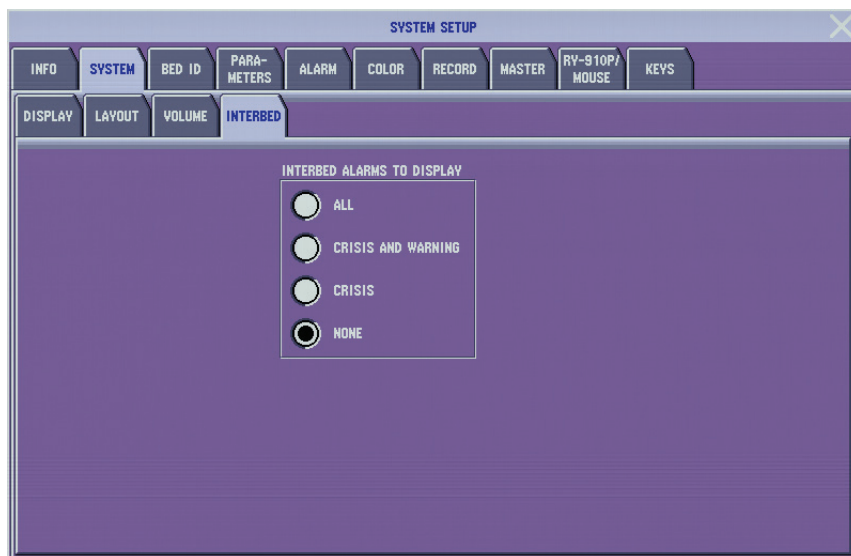 SYSTEM SETUP
INFO SYSTEM BED ID PARA-METERS ALARM COLOR RECORD MASTER RY-910P/MOUSE KEYS
DISPLAY LAYOUT VOLUME INTERBED
INTERBED ALARMS TO DISPLAY
ALL
CRISIS AND WARNING
CRISIS
NONE